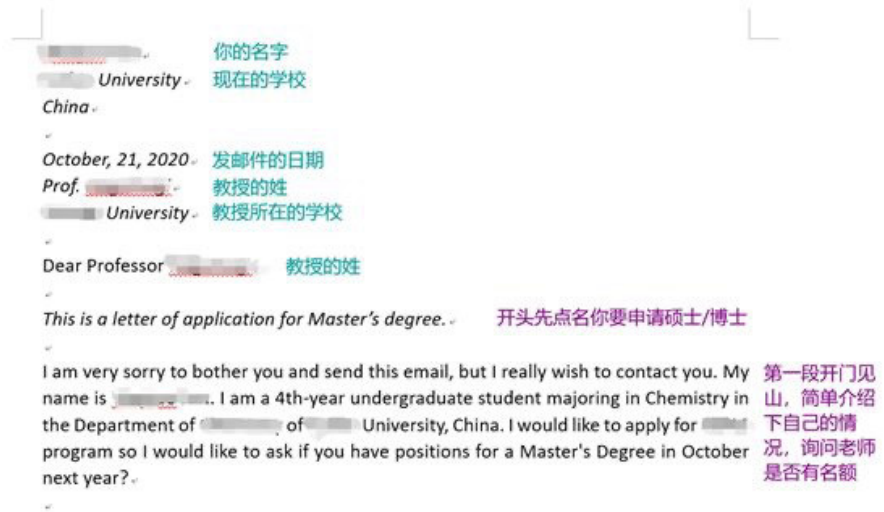 你的名字
University 现在的学校
China
October, 21, 2020 发邮件的日期
Prof. 教授的姓
University 教授所在的学校
Dear Professor 教授的姓
This is a letter of application for Master's degree. 开头先点名你要申请硕士/博士
I am very sorry to bother you and send this email, but I really wish to contact you. My
name is . I am a 4th-year undergraduate student majoring in Chemistry in
the Department of of University, China. I would like to apply for
program so I would like to ask if you have positions for a Master's Degree in October
next year?
第一段开门见
山，简单介绍
下自己的情
况，询问老师
是否有名额